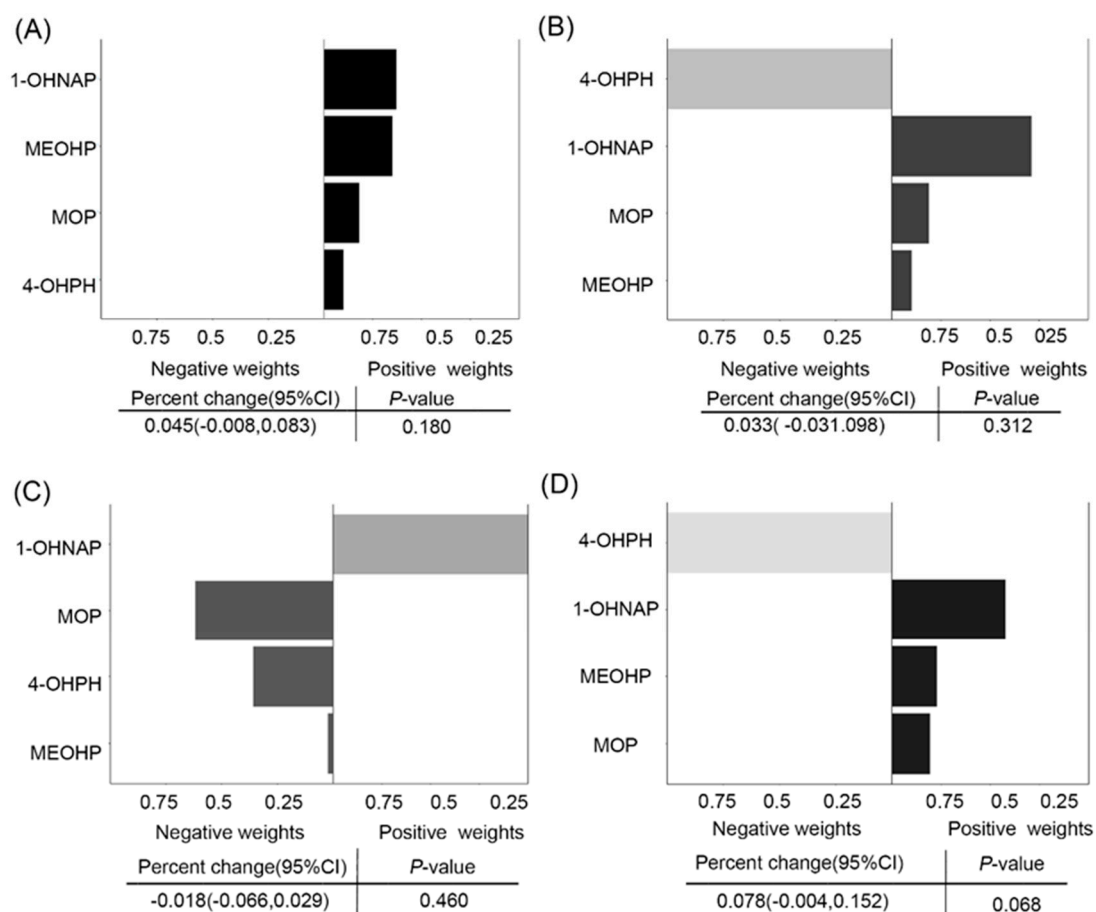 (A)
1-OHNAP
MEOHP
MOP
4-OHPH
0.75 0.5 0.25 0.75 0.5 0.25
Negative weights Positive weights
Percent change(95%CI) P-value
0.045(-0.008,0.083) 0.180
(B)
4-OHPH
1-OHNAP
MOP
MEOHP
0.75 0.5 0.25 0.75 0.5 025
Negative weights Positive weights
Percent change(95%CI) P-value
0.033( -0.031.098) 0.312
(C)
1-OHNAP
MOP
4-OHPH
MEOHP
0.75 0.5 0.25 0.75 0.5 0.25
Negative weights Positive weights
Percent change(95%CI) P-value
-0.018(-0.066,0.029) 0.460
(D)
4-OHPH
1-OHNAP
MEOHP
MOP
0.75 0.5 0.25 0.75 0.5 0.25
Negative weights Positive weights
Percent change(95%CI) P-value
0.078(-0.004,0.152) 0.068